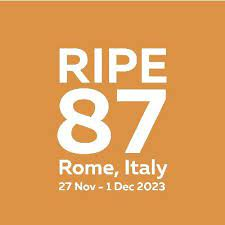 RIPE
87
Rome, Italy
27 Nov - 1 Dec 2023